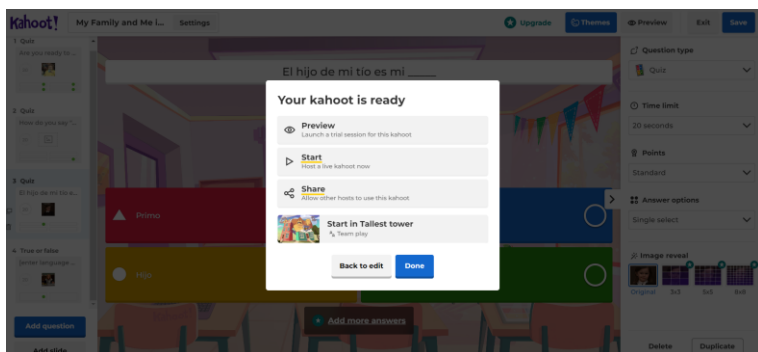 Kahoot!
My Family and Me i...
Settings
Upgrade
Themes
Preview
Exit
Save
1 Quiz
Are you ready to ...
2 Quiz
How do you say "...
3 Quiz
El hijo de mi tío e...
4 True or false
language
Add question
Add slide
El hijo de mi tío es mi _____
Primo
Hijo
Add more answers
Your kahoot is ready
Preview
Launch a trial session for this kahoot
Start
Host a live kahoot now
Share
Allow other hosts to use this kahoot
Start in Tallest tower
Team play
Back to edit
Done
Question type
Quiz
Time limit
20 seconds
Points
Standard
Answer options
Single select
Image reveal
Original 3x3 5x5 8x8
Delete
Duplicate